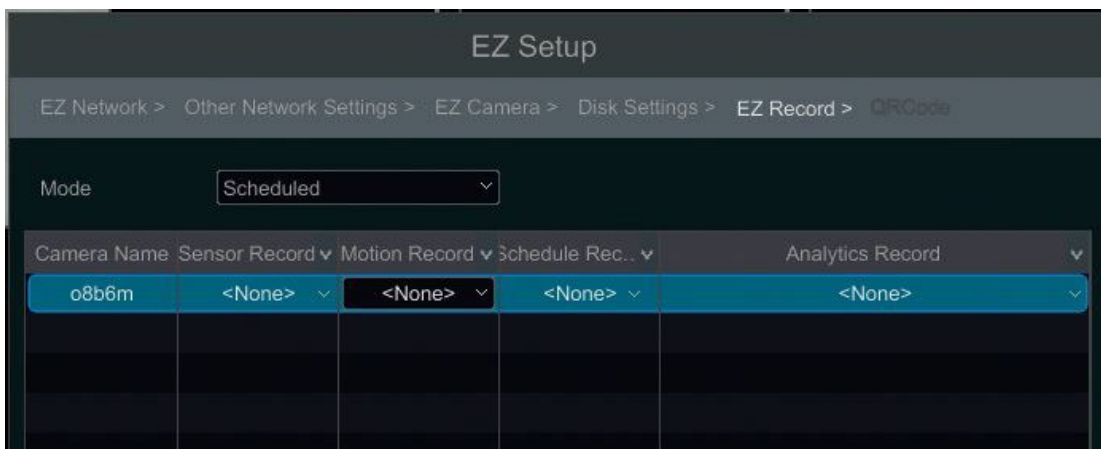 EZ Setup
EZ Network > Other Network Settings > EZ Camera > Disk Settings > EZ Record > QRCode
Mode Scheduled
Camera Name Sensor Record Motion Record Schedule Rec.. Analytics Record
o8b6m <None> <None> <None> <None>